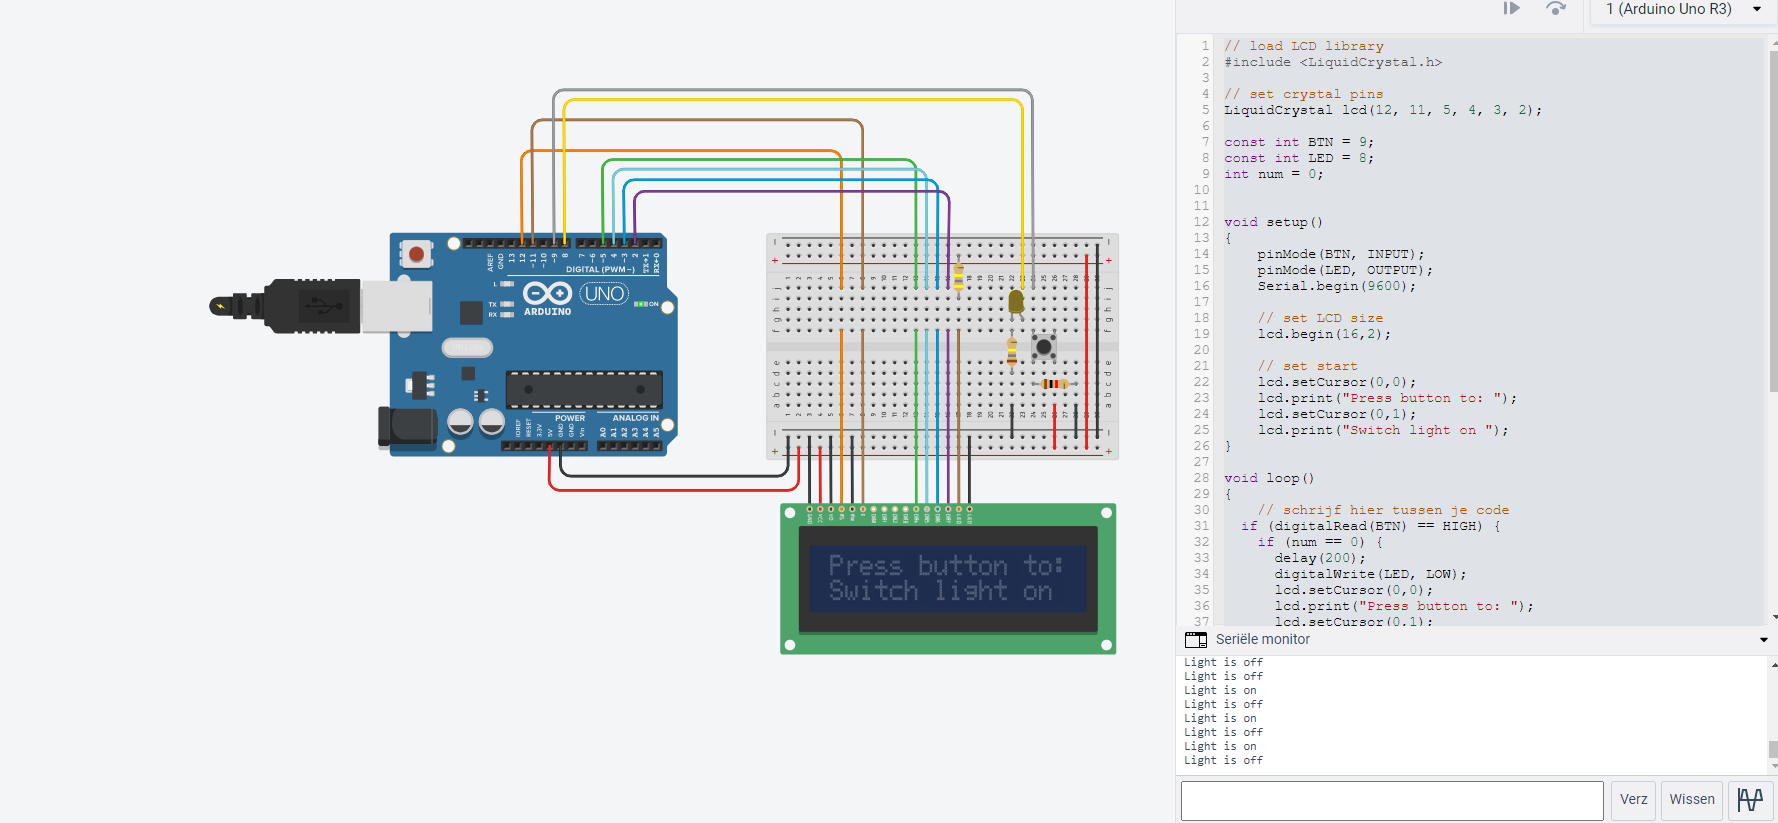 1 (Arduino Uno R3)
1 // load LCD library
2 #include <LiquidCrystal.h>
3
4 // set crystal pins
5 LiquidCrystal lcd(12, 11, 5, 4, 3, 2);
6
7 const int BTN = 9;
8 const int LED = 8;
9 int num = 0;
10
11
12 void setup()
13 {
14 pinMode(BTN, INPUT);
15 pinMode(LED, OUTPUT);
16 Serial.begin(9600);
17
18 // set LCD size
19 lcd.begin(16,2);
20
21 // set start
22 lcd.setCursor(0,0);
23 lcd.print("Press button to: ");
24 lcd.setCursor(0,1);
25 lcd.print("Switch light on ");
26 }
27
28 void loop()
29 {
30 // schrijf hier tussen je code
31 if (digitalRead(BTN) == HIGH) {
32 if (num == 0) {
33 delay(200);
34 digitalWrite(LED, LOW);
35 lcd.setCursor(0,0);
36 lcd.print("Press button to: ");
37 lcd.setCursor(0,1);
Seriële monitor
Light is off
Light is off
Light is on
Light is off
Light is on
Light is off
Light is on
Light is off
Verz
Wissen
AREF
GND
13
12
~11
~10
~9
8
7
~6
~5
4
~3
2
TX→1
RX←0
DIGITAL (PWM~)
L
TX
RX
ARDUINO
UNO
ON
POWER
ANALOG IN
IOREF
RESET
3.3V
5V
GND
GND
Vin
A0
A1
A2
A3
A4
A5
Press button to:
Switch light on